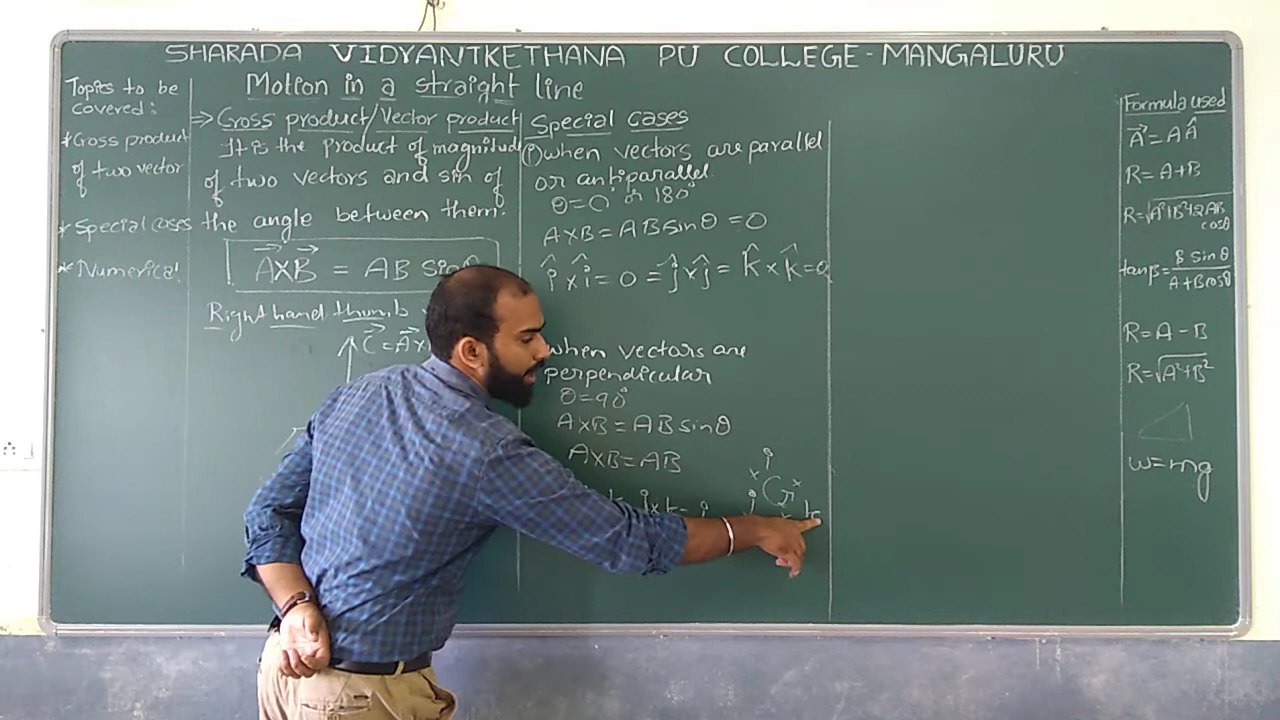 SHARADA VIDYANIKETHANA PU COLLEGE - MANGALURU
Motion in a straight line
Topics to be
covered:
* Cross product
of two vector
* Special cases
* Numerical
⇒ Cross product/Vector product
It is the product of magnitude
of two vectors and sin of
the angle between them.
A⃗×B⃗ = AB sinθ
Right hand thumb
C⃗ = A⃗×
Special cases
(i) when vectors are parallel
or antiparallel
θ=0° or 180°
A×B = AB sinθ = 0
î×î = 0 = ĵ×ĵ = k̂×k̂ = 0
when vectors are
perpendicular
θ=90°
A×B = AB sinθ
A×B = AB
j×k = i
i
× ×
j k
×
Formula used
A⃗ = A Â
R = A+B
R = √A²+B²+2AB
cosθ
tanβ = B sinθ / A+Bcosθ
R = A - B
R = √A²+B²
w = mg